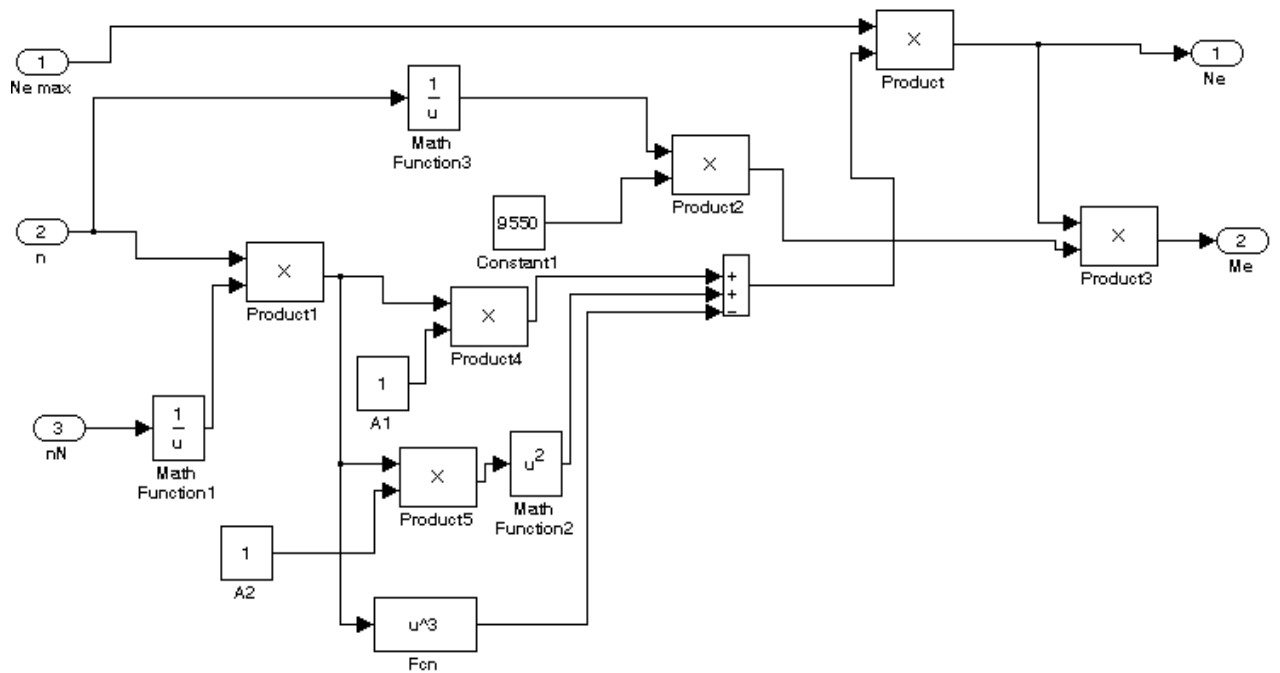 1
Ne max
1
u
Math
Function3
×
Product
1
Ne
×
Product2
9550
Constant1
2
n
×
Product1
×
Product3
2
Me
+
+
−
×
Product4
1
A1
3
nN
1
u
Math
Function1
×
Product5
u²
Math
Function2
1
A2
u^3
Fcn